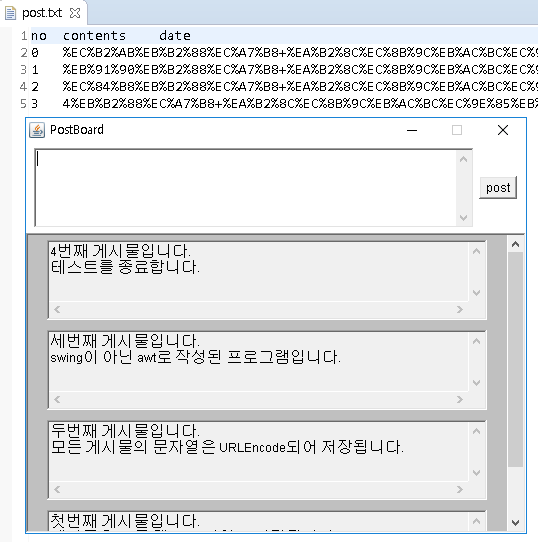 post.txt
1 no contents date
2 0 %EC%B2%AB%EB%B2%88%EC%A7%B8+%EA%B2%8C%EC%8B%9C%EB%AC%BC%EC%9
3 1 %EB%91%90%EB%B2%88%EC%A7%B8+%EA%B2%8C%EC%8B%9C%EB%AC%BC%EC%9
4 2 %EC%84%B8%EB%B2%88%EC%A7%B8+%EA%B2%8C%EC%8B%9C%EB%AC%BC%EC%9
5 3 4%EB%B2%88%EC%A7%B8+%EA%B2%8C%EC%8B%9C%EB%AC%BC%EC%9E%85%EB%
PostBoard
post
4번째 게시물입니다.
테스트를 종료합니다.
세번째 게시물입니다.
swing이 아닌 awt로 작성된 프로그램입니다.
두번째 게시물입니다.
모든 게시물의 문자열은 URLEncode되어 저장됩니다.
첫번째 게시물입니다.